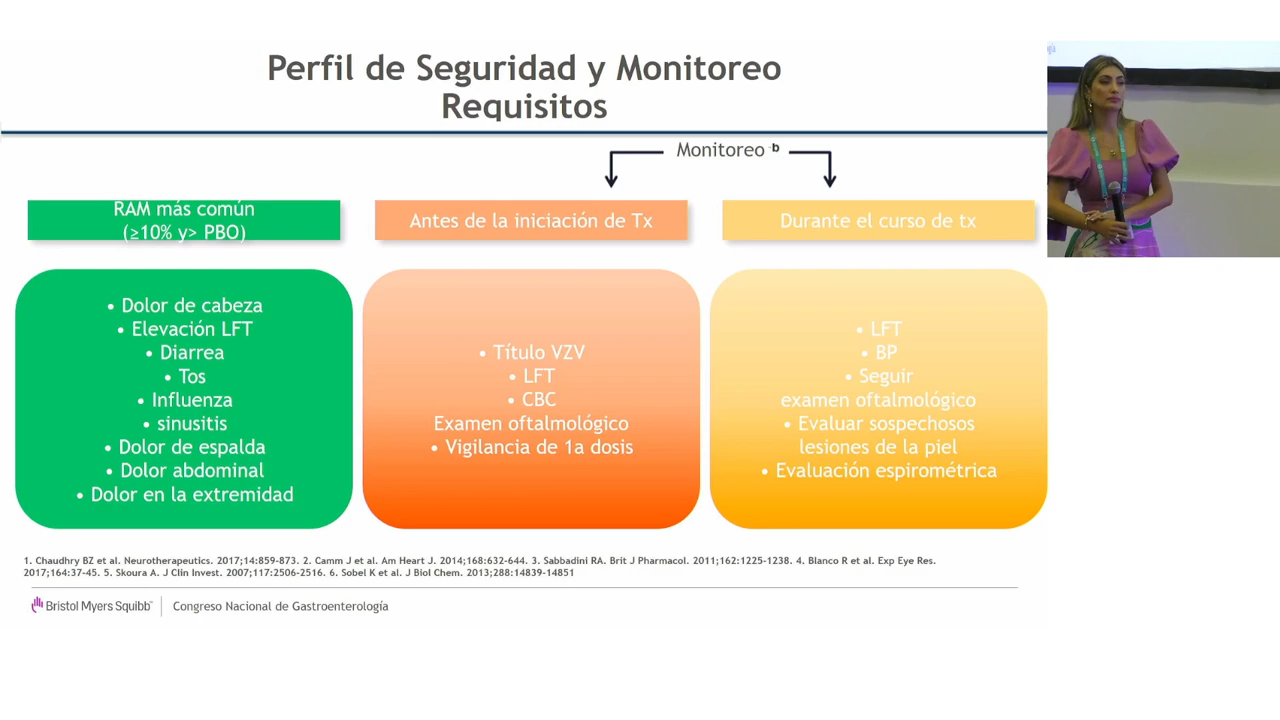 Perfil de Seguridad y Monitoreo
Requisitos
Monitoreo b
RAM más común
(≥10% y> PBO)
Antes de la iniciación de Tx
Durante el curso de tx
• Dolor de cabeza
• Elevación LFT
• Diarrea
• Tos
• Influenza
• sinusitis
• Dolor de espalda
• Dolor abdominal
• Dolor en la extremidad
• Título VZV
• LFT
• CBC
Examen oftalmológico
• Vigilancia de 1a dosis
• LFT
• BP
• Seguir
examen oftalmológico
• Evaluar sospechosos
lesiones de la piel
• Evaluación espirométrica
1. Chaudhry BZ et al. Neurotherapeutics. 2017;14:859-873. 2. Camm J et al. Am Heart J. 2014;168:632-644. 3. Sabbadini RA. Brit J Pharmacol. 2011;162:1225-1238. 4. Blanco R et al. Exp Eye Res.
2017;164:37-45. 5. Skoura A. J Clin Invest. 2007;117:2506-2516. 6. Sobel K et al. J Biol Chem. 2013;288:14839-14851
Bristol Myers Squibb™ | Congreso Nacional de Gastroenterología